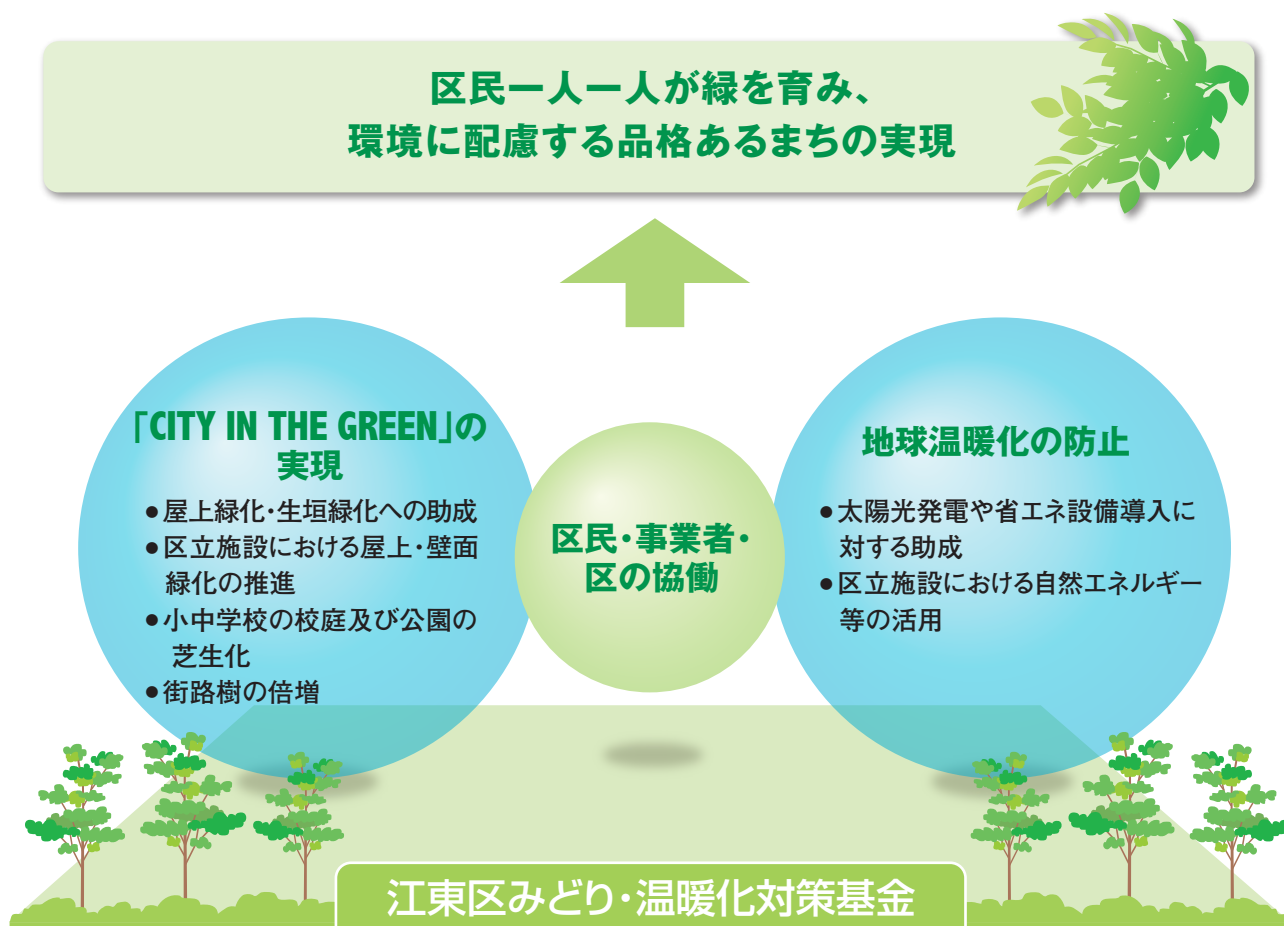 区民一人一人が緑を育み、
環境に配慮する品格あるまちの実現
「CITY IN THE GREEN」の
実現
●屋上緑化・生垣緑化への助成
●区立施設における屋上・壁面
緑化の推進
●小中学校の校庭及び公園の
芝生化
●街路樹の倍増
区民・事業者・
区の協働
地球温暖化の防止
●太陽光発電や省エネ設備導入に
対する助成
●区立施設における自然エネルギー
等の活用
江東区みどり・温暖化対策基金